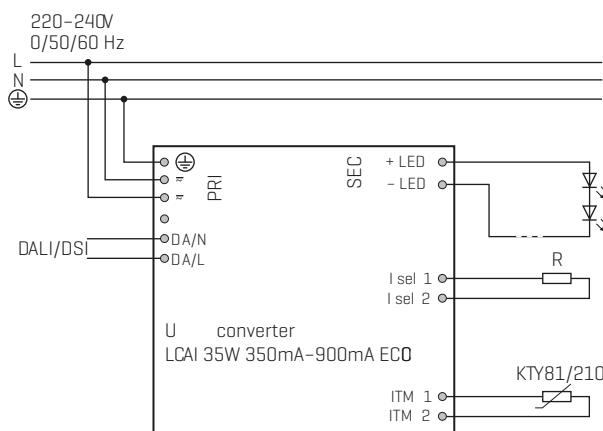 220–240V
0/50/60 Hz
L
N
PRI
SEC
+ LED
– LED
DA/N
DA/L
DALI/DSI
I sel 1
I sel 2
R
U converter
LCAI 35W 350mA–900mA ECO
KTY81/210
ITM 1
ITM 2